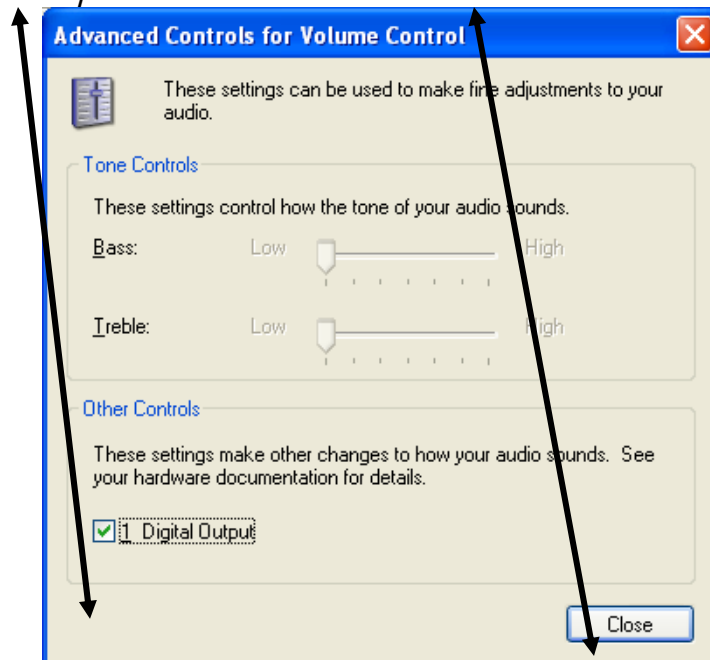 Advanced Controls for Volume Control
These settings can be used to make fine adjustments to your
audio.
Tone Controls
These settings control how the tone of your audio sounds.
Bass:
Low
High
Treble:
Low
High
Other Controls
These settings make other changes to how your audio sounds. See
your hardware documentation for details.
1 Digital Output
Close